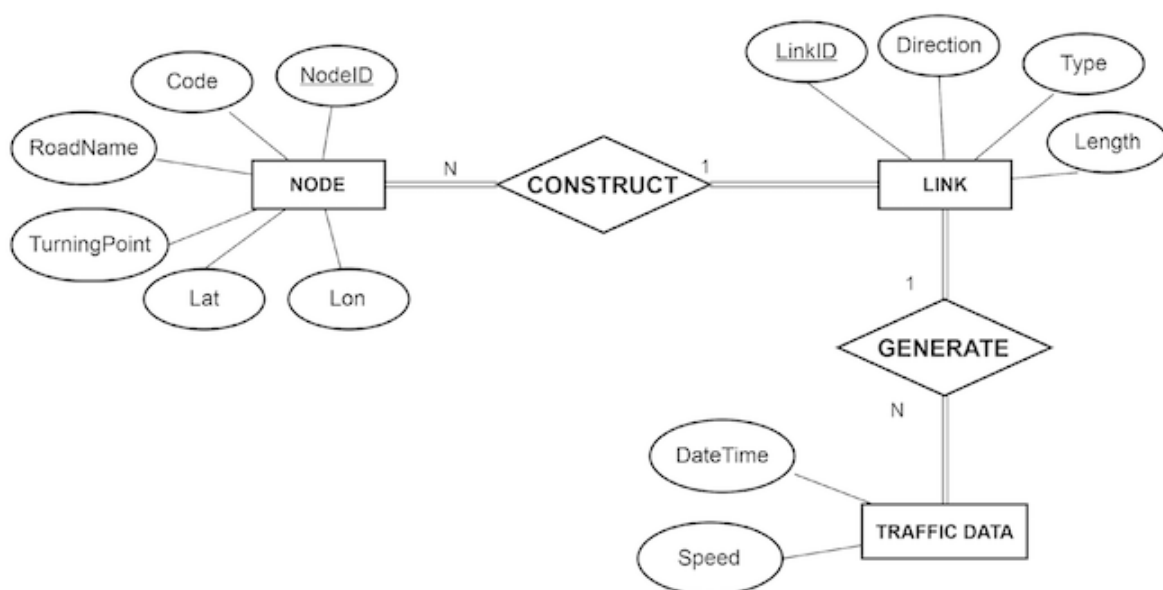 LinkID
Direction
Type
Code
NodeID
Length
RoadName
NODE
N
CONSTRUCT
1
LINK
TurningPoint
Lat
Lon
1
GENERATE
N
DateTime
TRAFFIC DATA
Speed